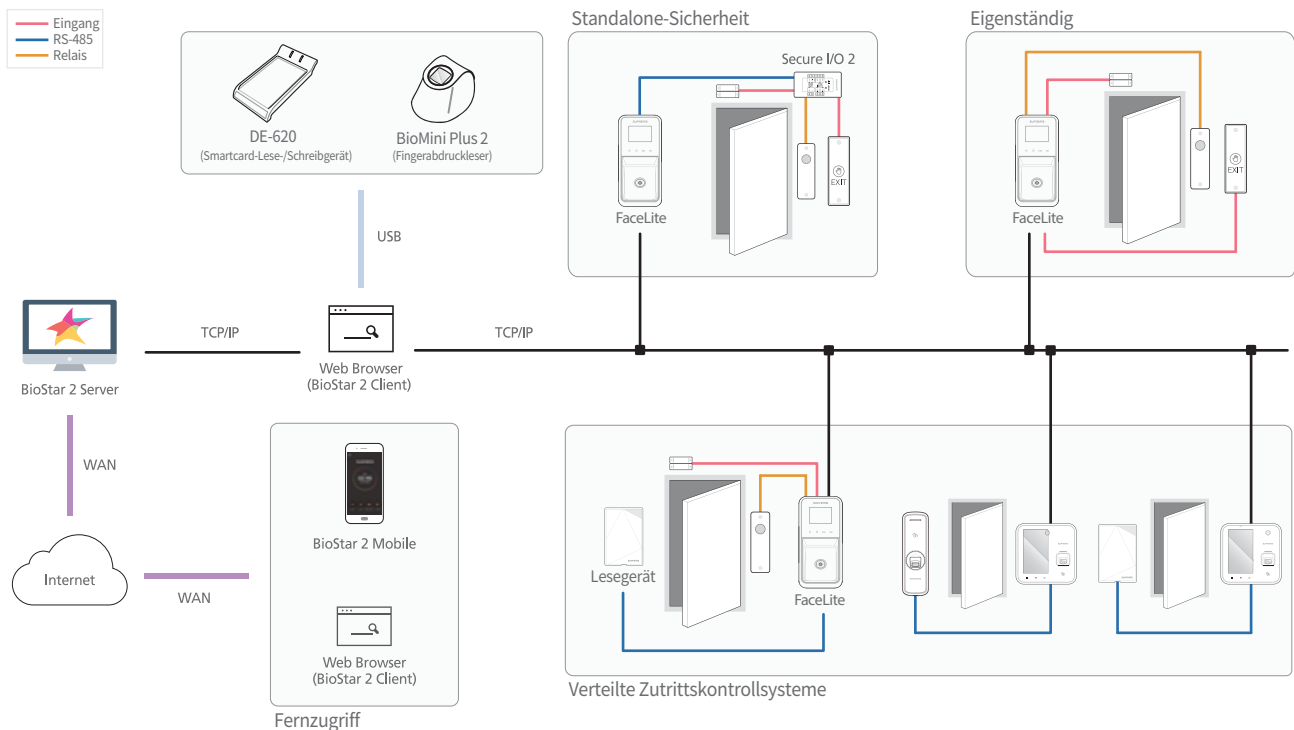 Eingang
RS-485
Relais
DE-620
(Smartcard-Lese-/Schreibgerät)
BioMini Plus 2
(Fingerabdruckleser)
USB
Standalone-Sicherheit
Secure I/O 2
EXIT
FaceLite
Eigenständig
EXIT
FaceLite
BioStar 2 Server
TCP/IP
Web Browser
(BioStar 2 Client)
TCP/IP
WAN
Internet
WAN
BioStar 2 Mobile
Web Browser
(BioStar 2 Client)
Fernzugriff
Lesegerät
FaceLite
Verteilte Zutrittskontrollsysteme